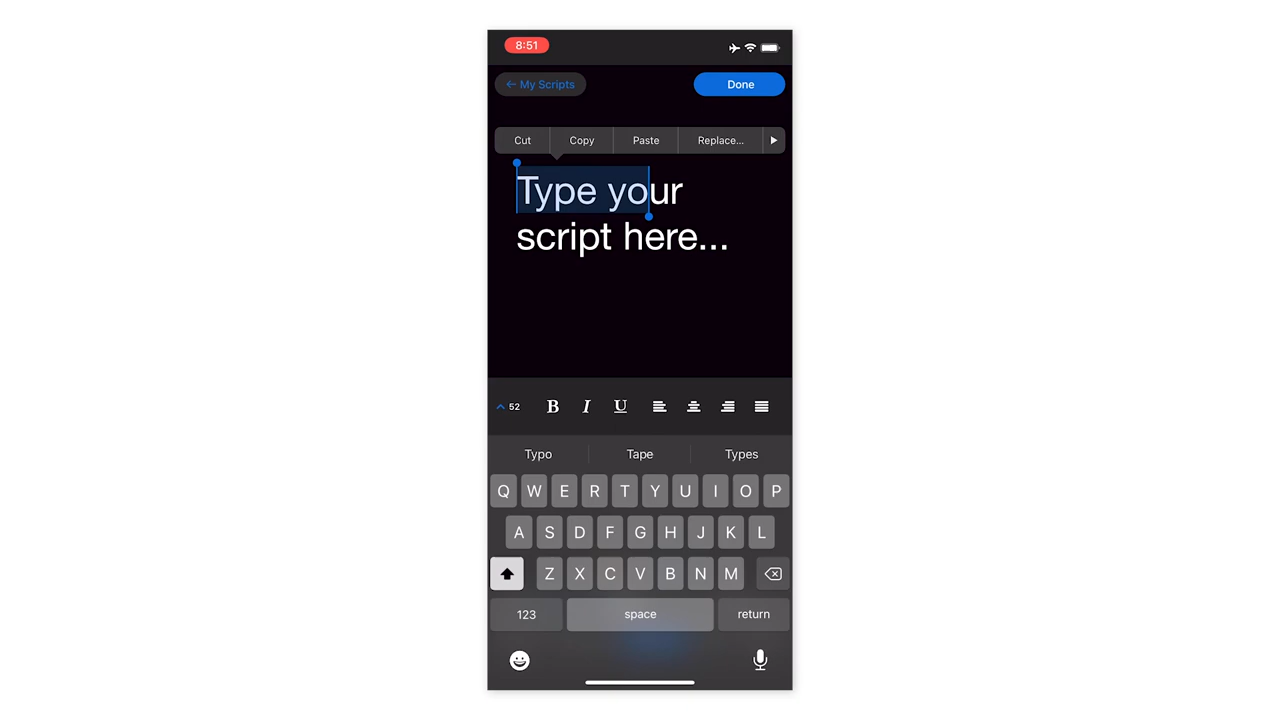 8:51
← My Scripts
Done
Cut Copy Paste Replace...
Type your
script here...
52 B I U
Typo Tape Types
Q W E R T Y U I O P
A S D F G H J K L
Z X C V B N M
123 space return